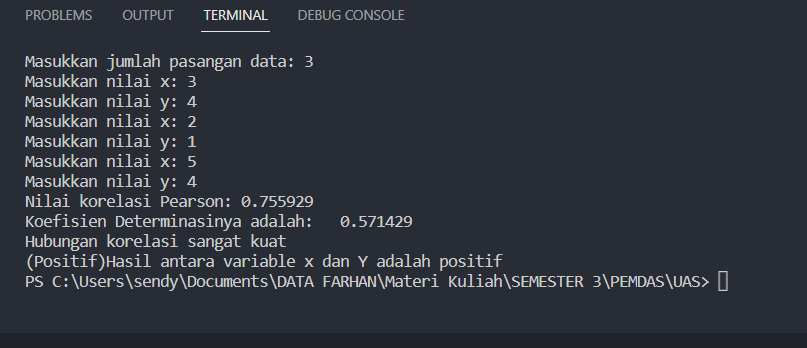 PROBLEMS OUTPUT TERMINAL DEBUG CONSOLE
Masukkan jumlah pasangan data: 3
Masukkan nilai x: 3
Masukkan nilai y: 4
Masukkan nilai x: 2
Masukkan nilai y: 1
Masukkan nilai x: 5
Masukkan nilai y: 4
Nilai korelasi Pearson: 0.755929
Koefisien Determinasinya adalah:   0.571429
Hubungan korelasi sangat kuat
(Positif)Hasil antara variable x dan Y adalah positif
PS C:\Users\sendy\Documents\DATA FARHAN\Materi Kuliah\SEMESTER 3\PEMDAS\UAS>